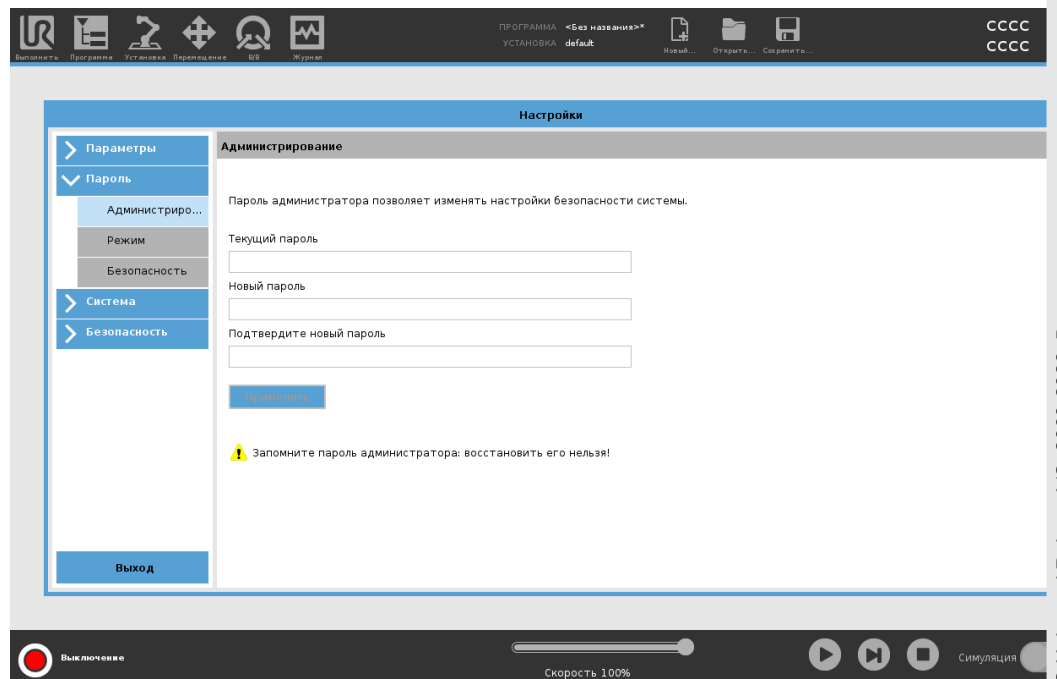 ПРОГРАММА <Без названия>*
УСТАНОВКА default
CCCC
CCCC
Выполнить Программа Установка Перемещение В/В Журнал
Новый... Открыть... Сохранить...
Настройки
Параметры
Пароль
Администриро...
Режим
Безопасность
Система
Безопасность
Выход
Администрирование
Пароль администратора позволяет изменять настройки безопасности системы.
Текущий пароль
Новый пароль
Подтвердите новый пароль
Применить
Запомните пароль администратора: восстановить его нельзя!
Выключение
Скорость 100%
Симуляция